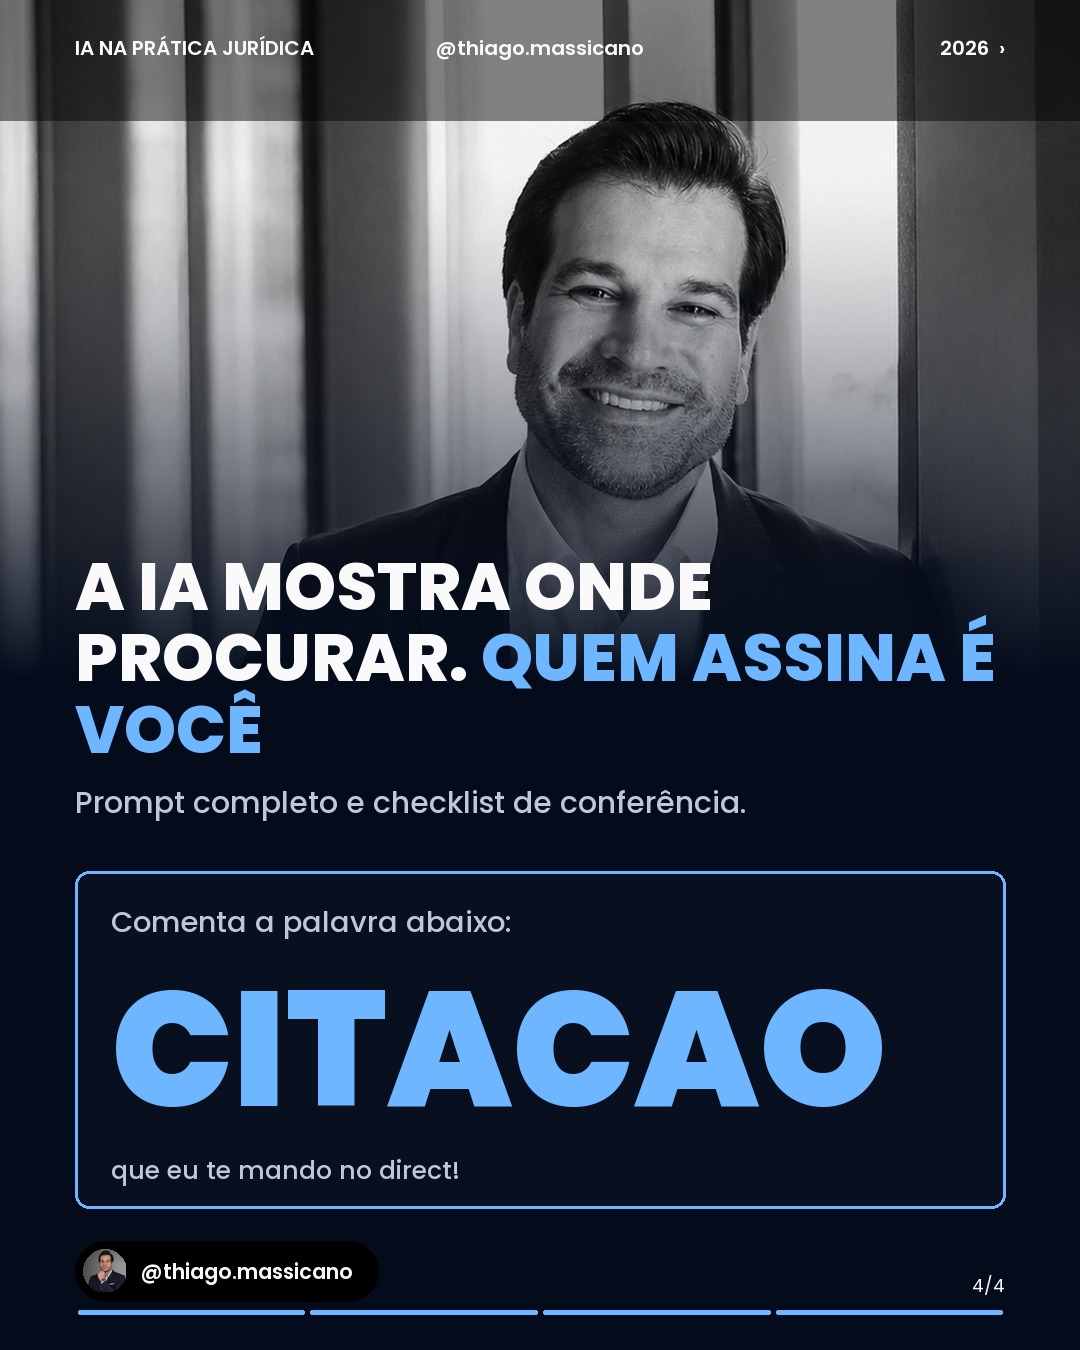 IA NA PRÁTICA JURÍDICA
@thiago.massicano
2026 ›
A IA MOSTRA ONDE
PROCURAR. QUEM ASSINA É
VOCÊ
Prompt completo e checklist de conferência.
Comenta a palavra abaixo:
CITACAO
que eu te mando no direct!
@thiago.massicano
4/4